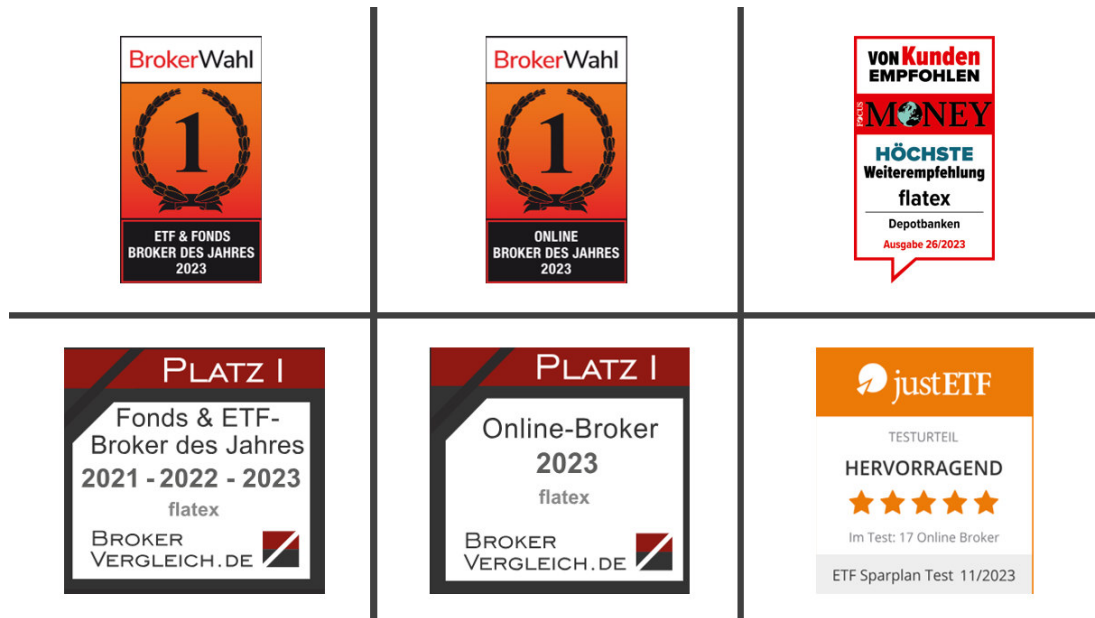 BrokerWahl
1
ETF & FONDS
BROKER DES JAHRES
2023
BrokerWahl
1
ONLINE
BROKER DES JAHRES
2023
VON Kunden
EMPFOHLEN
FOCUS
MONEY
HÖCHSTE
Weiterempfehlung
flatex
Depotbanken
Ausgabe 26/2023
PLATZ I
Fonds & ETF-
Broker des Jahres
2021 - 2022 - 2023
flatex
BROKER
VERGLEICH.DE
PLATZ I
Online-Broker
2023
flatex
BROKER
VERGLEICH.DE
justETF
TESTURTEIL
HERVORRAGEND
Im Test: 17 Online Broker
ETF Sparplan Test 11/2023